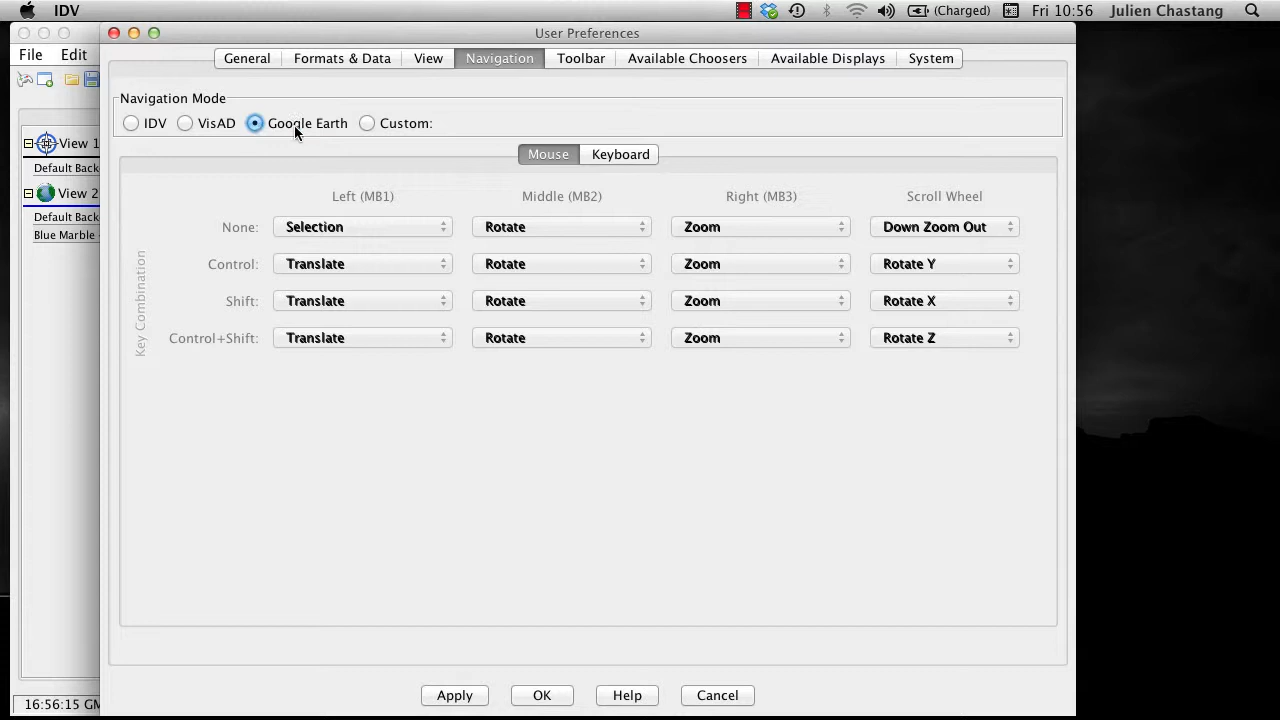 IDV (Charged) Fri 10:56 Julien Chastang
User Preferences
File Edit
General Formats & Data View Navigation Toolbar Available Choosers Available Displays System
Navigation Mode
IDV VisAD Google Earth Custom:
View 1
Default Back
View 2
Default Back
Blue Marble
Mouse Keyboard
Left (MB1) Middle (MB2) Right (MB3) Scroll Wheel
Key Combination
None: Selection Rotate Zoom Down Zoom Out
Control: Translate Rotate Zoom Rotate Y
Shift: Translate Rotate Zoom Rotate X
Control+Shift: Translate Rotate Zoom Rotate Z
Apply OK Help Cancel
16:56:15 GM